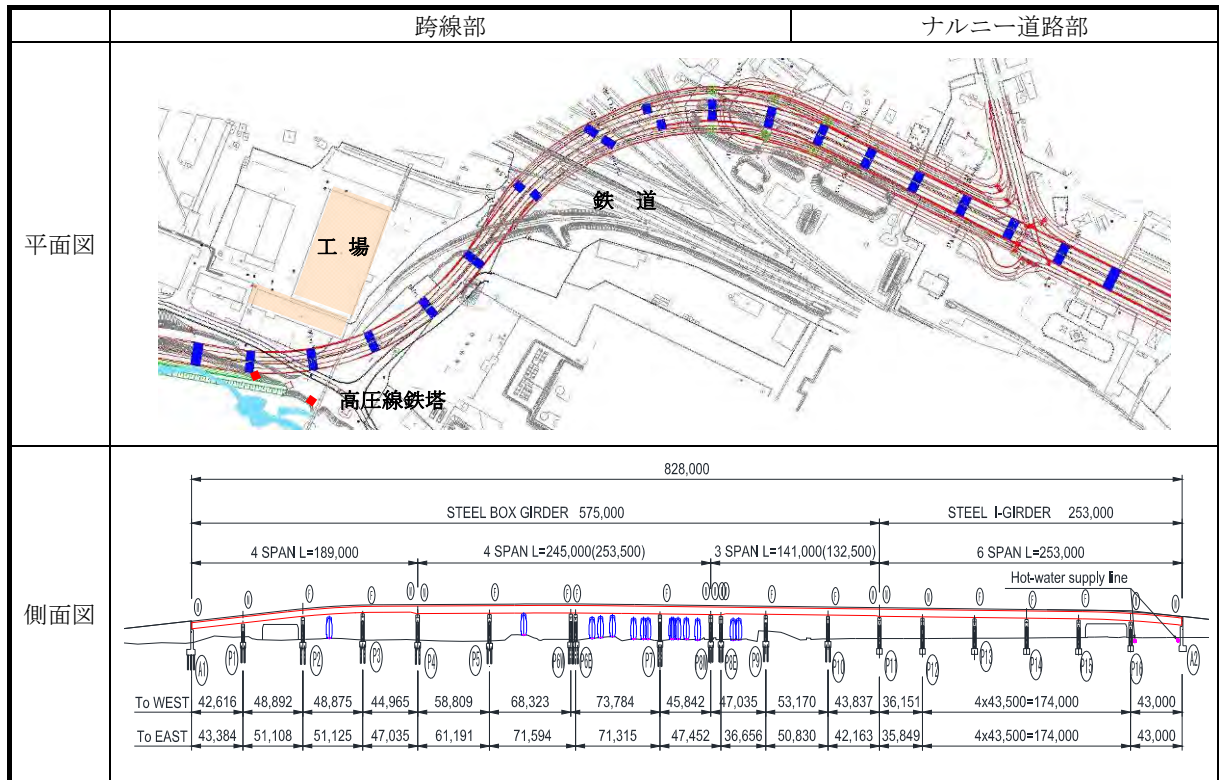 跨線部 ナルニー道路部
平面図
工 場
鉄 道
高圧線鉄塔
側面図
828,000
STEEL BOX GIRDER 575,000 STEEL I-GIRDER 253,000
4 SPAN L=189,000 4 SPAN L=245,000(253,500) 3 SPAN L=141,000(132,500) 6 SPAN L=253,000
Hot-water supply line
A1 P1 P2 P3 P4 P5 P6W P6E P7 P8W P8E P9 P10 P11 P12 P13 P14 P15 P16 A2
To WEST 42,616 48,892 48,875 44,965 58,809 68,323 73,784 45,842 47,035 53,170 43,837 36,151 4x43,500=174,000 43,000
To EAST 43,384 51,108 51,125 47,035 61,191 71,594 71,315 47,452 36,656 50,830 42,163 35,849 4x43,500=174,000 43,000